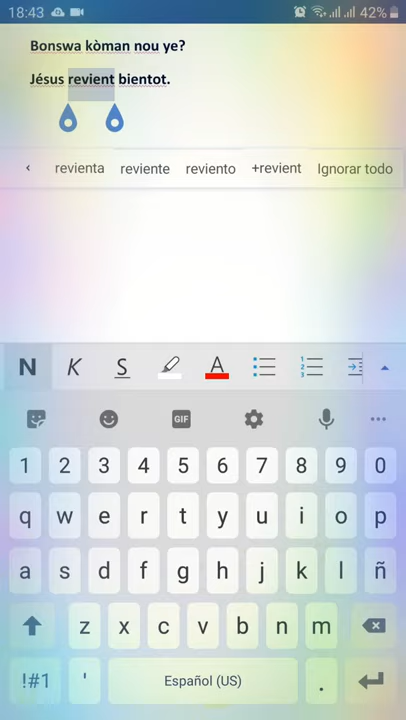 18:43 42%
Bonswa kòman nou ye?
Jésus revient bientot.
revienta reviente reviento +revient Ignorar todo
N K S A
GIF
1 2 3 4 5 6 7 8 9 0
q w e r t y u i o p
a s d f g h j k l ñ
z x c v b n m
!#1 ' Español (US) .